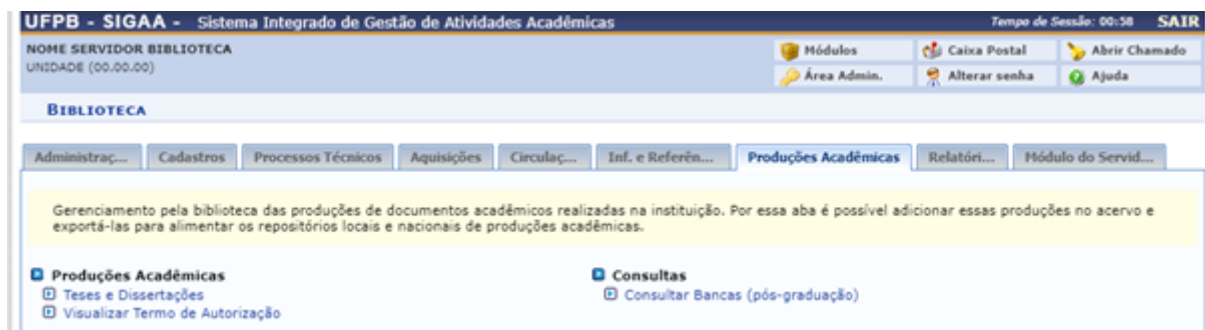 UFPB - SIGAA - Sistema Integrado de Gestão de Atividades Acadêmicas Tempo de Sessão: 00:58 SAIR
NOME SERVIDOR BIBLIOTECA Módulos Caixa Postal Abrir Chamado
UNIDADE (00.00.00) Área Admin. Alterar senha Ajuda
BIBLIOTECA
Administraç... Cadastros Processos Técnicos Aquisições Circulaç... Inf. e Referên... Produções Acadêmicas Relatóri... Módulo do Servid...
Gerenciamento pela biblioteca das produções de documentos acadêmicos realizadas na instituição. Por essa aba é possível adicionar essas produções no acervo e
exportá-las para alimentar os repositórios locais e nacionais de produções acadêmicas.
Produções Acadêmicas Consultas
Teses e Dissertações Consultar Bancas (pós-graduação)
Visualizar Termo de Autorização